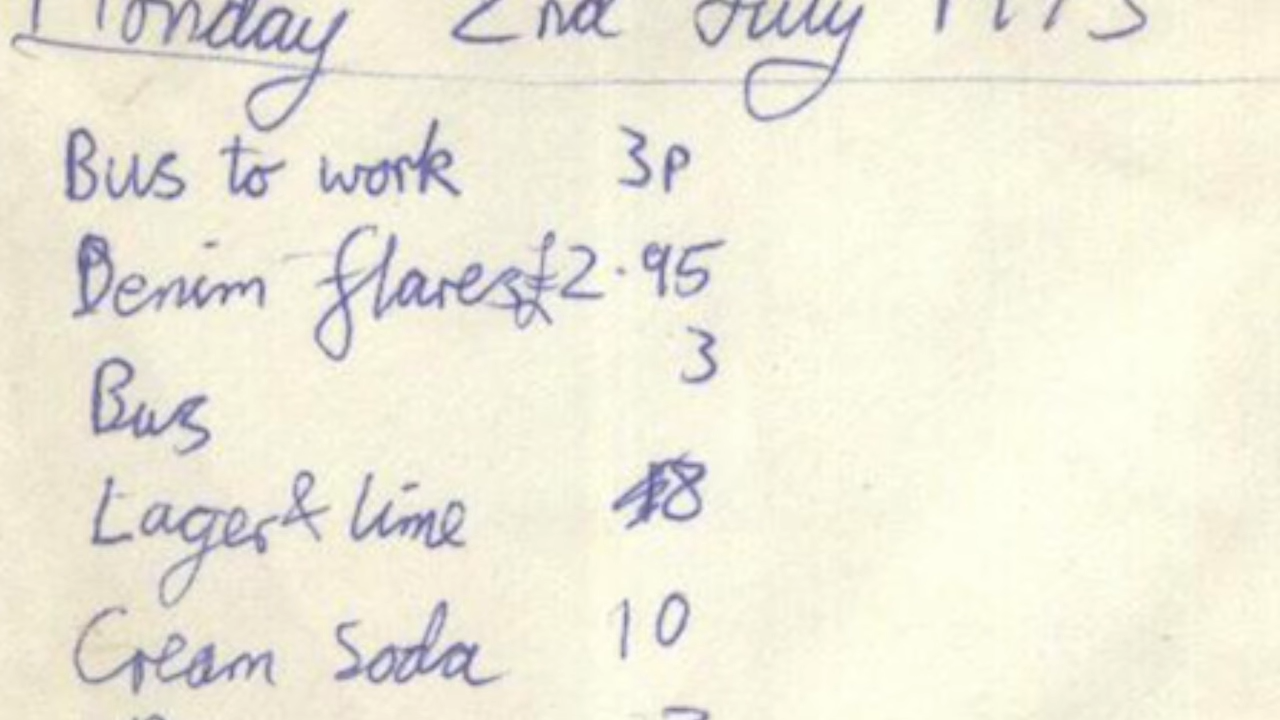 Monday 2nd July 1973
Bus to work 3p
Denim flares £2.95
Bus 3
Lager & lime 18
Cream soda 10